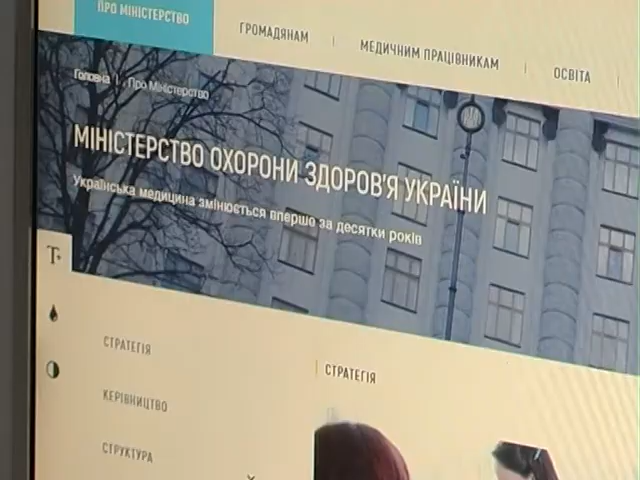 ПРО МІНІСТЕРСТВО
ГРОМАДЯНАМ
МЕДИЧНИМ ПРАЦІВНИКАМ
ОСВІТА
Головна | Про Міністерство
МІНІСТЕРСТВО ОХОРОНИ ЗДОРОВ'Я УКРАЇНИ
Українська медицина змінюється вперше за десятки років
T+
СТРАТЕГІЯ
КЕРІВНИЦТВО
СТРУКТУРА
СТРАТЕГІЯ